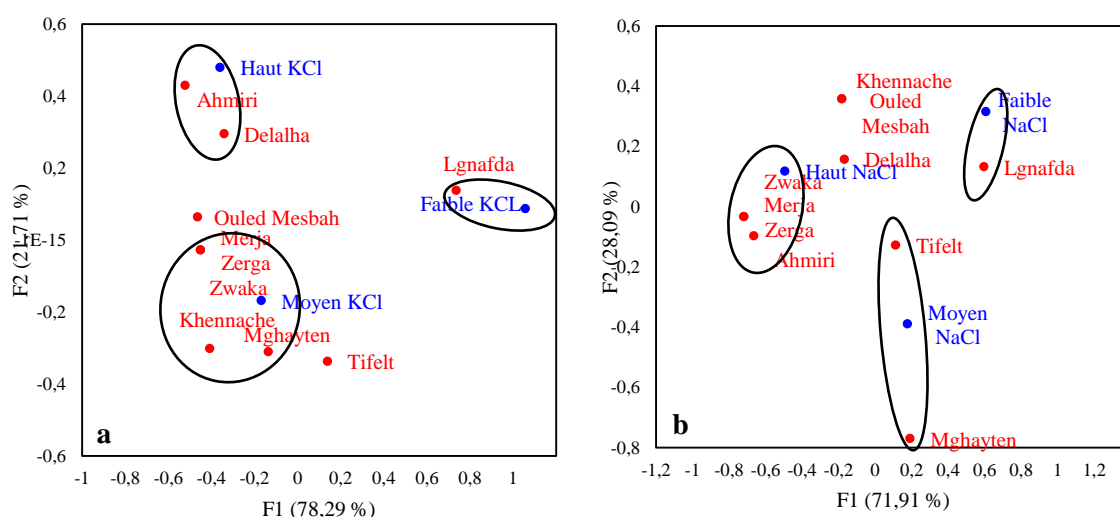 0,6
0,4
0,2
E-15
-0,2
-0,4
-0,6
F2 (21,71 %)
Haut KCl
Ahmiri
Delalha
Lgnafda
Faible KCL
Ouled Mesbah
Merja
Zerga
Zwaka
Moyen KCl
Khennache
Mghayten
Tifelt
a
-1
-0,8
-0,6
-0,4
-0,2
0
0,2
0,4
0,6
0,8
1
F1 (78,29 %)
0,6
0,4
0,2
0
-0,2
-0,4
-0,6
-0,8
F2 (28,09 %)
Khennache
Ouled
Mesbah
Faible
NaCl
Delalha
Lgnafda
Haut NaCl
Zwaka
Merja
Zerga
Ahmiri
Tifelt
Moyen
NaCl
Mghayten
b
-1,2
-1
-0,8
-0,6
-0,4
-0,2
0
0,2
0,4
0,6
0,8
1
1,2
F1 (71,91 %)